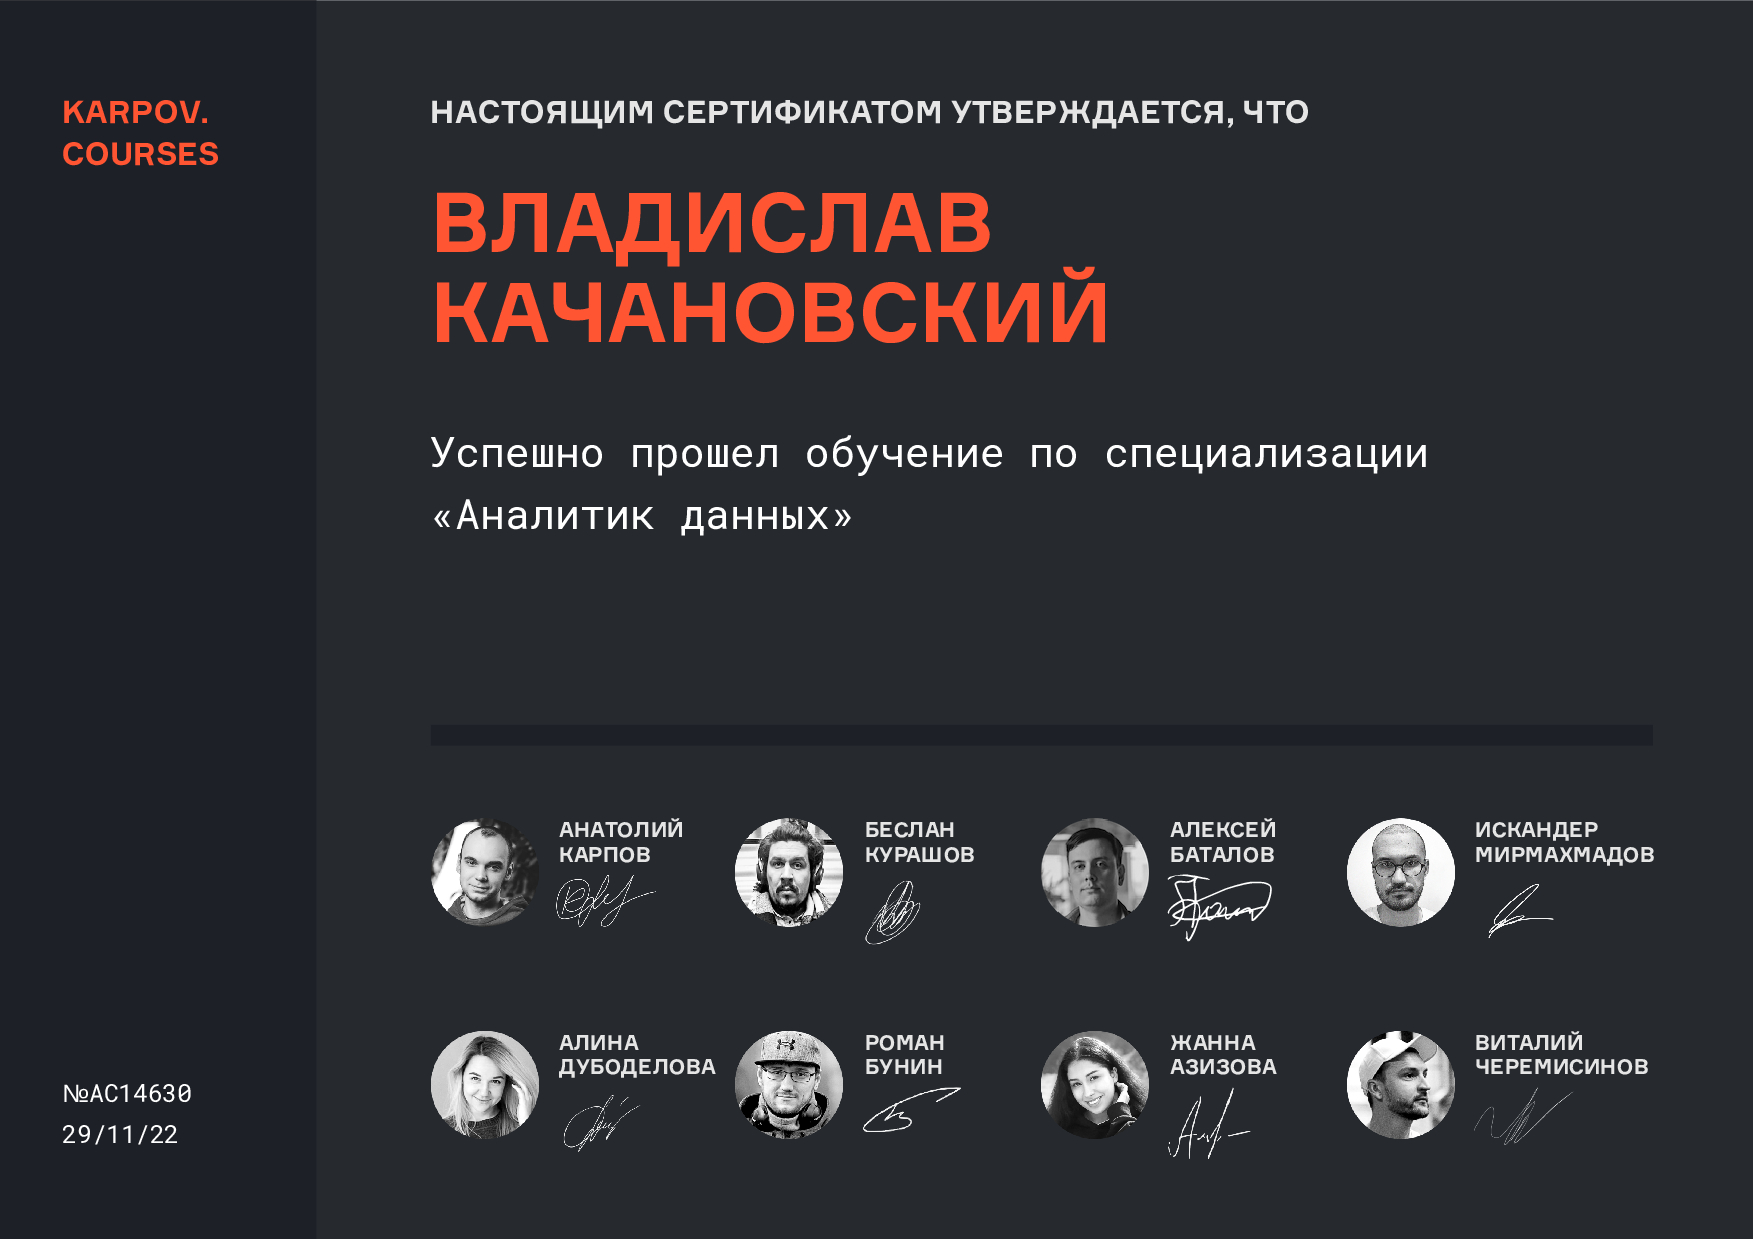 KARPOV.
COURSES
НАСТОЯЩИМ СЕРТИФИКАТОМ УТВЕРЖДАЕТСЯ, ЧТО
ВЛАДИСЛАВ
КАЧАНОВСКИЙ
Успешно прошел обучение по специализации
«Аналитик данных»
АНАТОЛИЙ
КАРПОВ
БЕСЛАН
КУРАШОВ
АЛЕКСЕЙ
БАТАЛОВ
ИСКАНДЕР
МИРМАХМАДОВ
АЛИНА
ДУБОДЕЛОВА
РОМАН
БУНИН
ЖАННА
АЗИЗОВА
ВИТАЛИЙ
ЧЕРЕМИСИНОВ
№AC14630
29/11/22